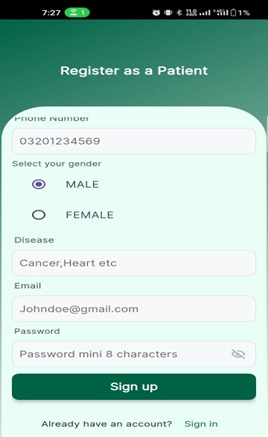 7:27 1 1%
Register as a Patient
Phone Number
03201234569
Select your gender
MALE
FEMALE
Disease
Cancer,Heart etc
Email
Johndoe@gmail.com
Password
Password mini 8 characters
Sign up
Already have an account? Sign in